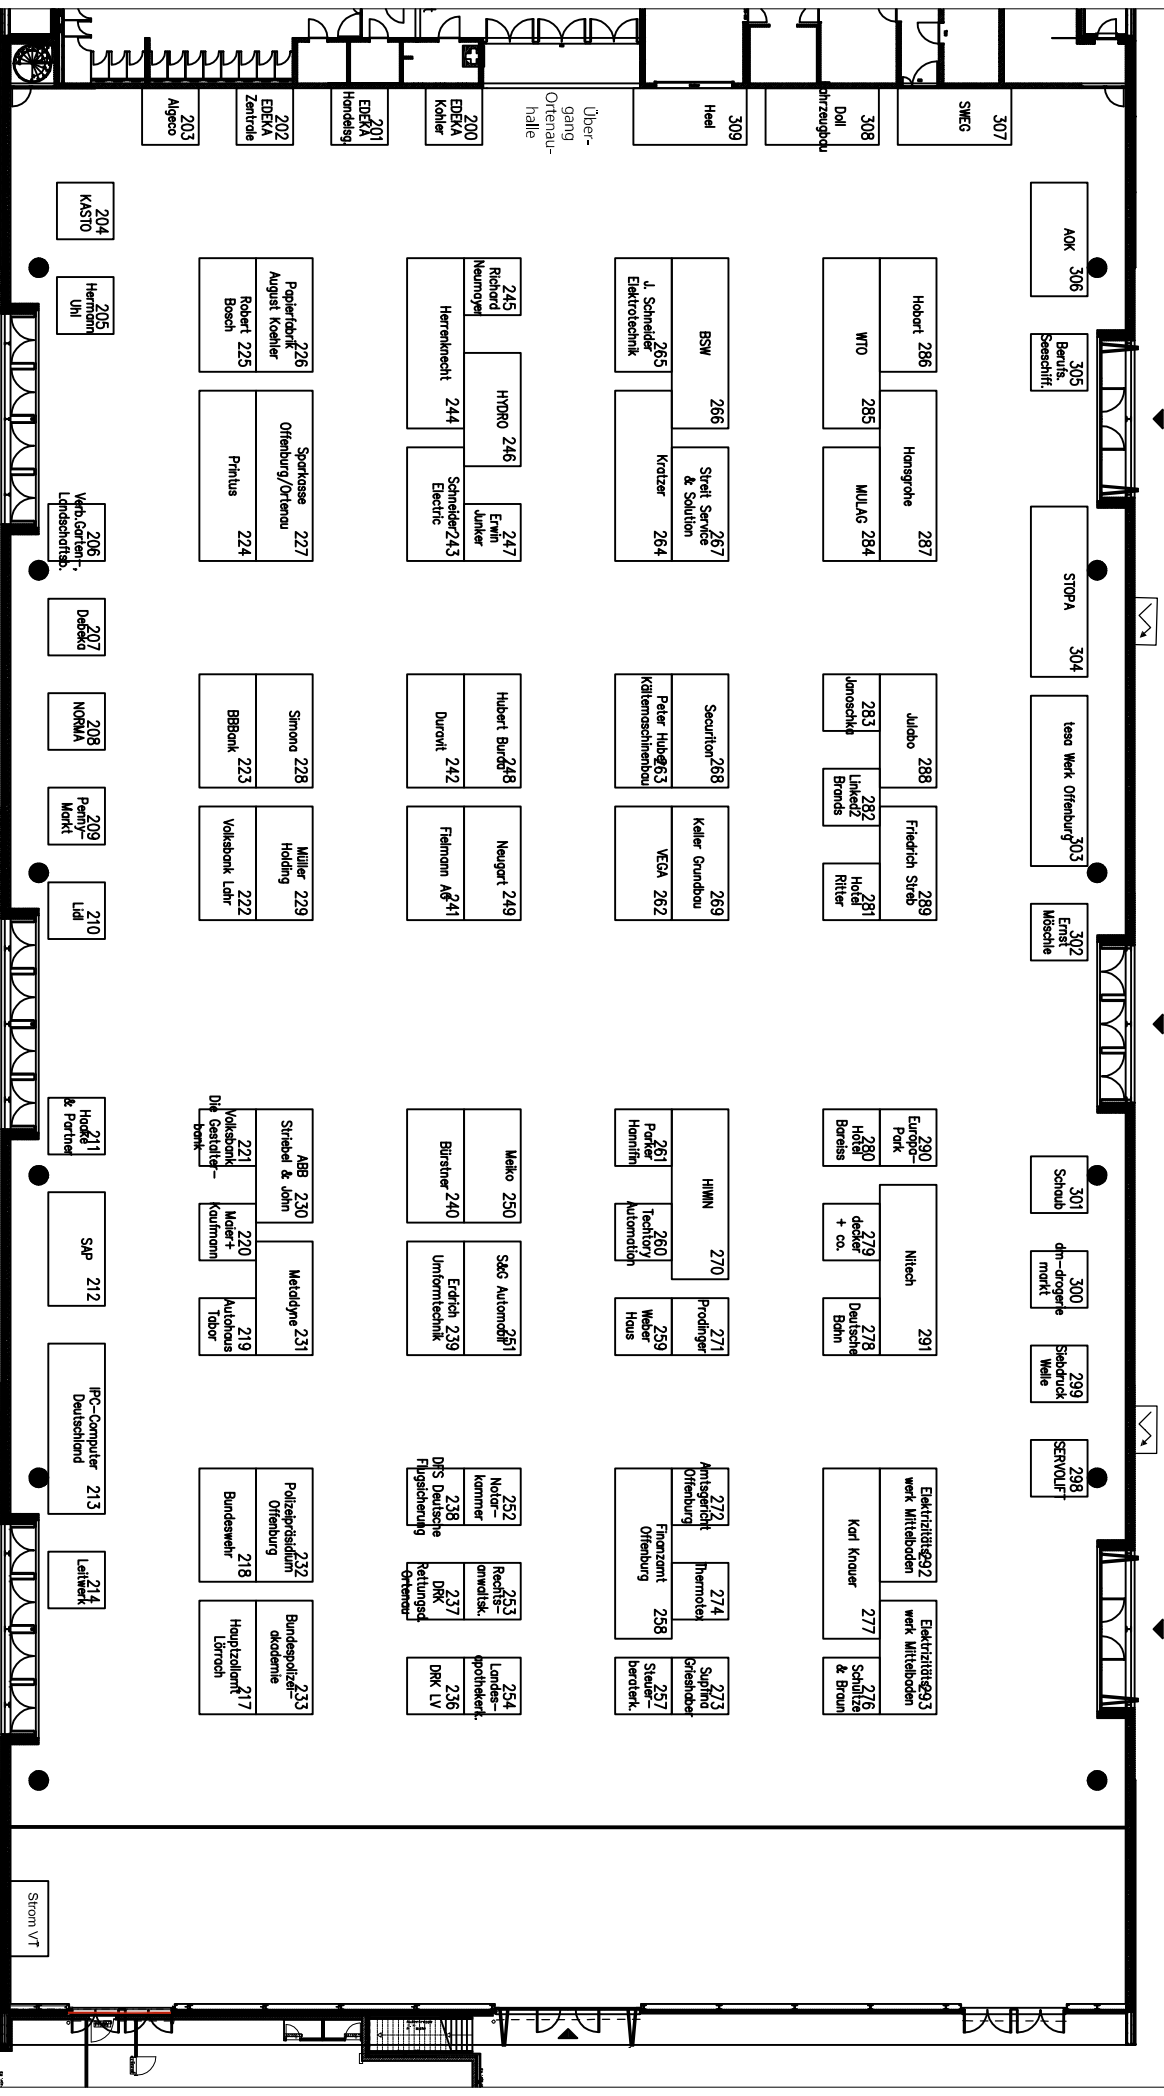 203
Algeco
202
EDEKA
Zentrale
201
EDEKA
Handelsg.
200
EDEKA
Kohler
Über-
gang
Ortenau-
halle
309
Heel
308
Doll
ahrzeugbau
307
SWEG
204
KASTO
205
Hermann
Uhl
206
Verb.Garten-,
Landschaftsb.
207
Debeka
208
NORMA
209
Penny-
Markt
210
Lidl
211
Haake
& Partner
SAP 212
IPC-Computer
Deutschland 213
214
Leitwerk
Papierfabrik
August Koehler 226
Robert
Bosch 225
Sparkasse
Offenburg/Ortenau 227
Printus 224
Simona 228
BBBank 223
Müller
Holding 229
Volksbank Lahr 222
ABB
Striebel & John 230
221
Volksbank
Die Gestalter-
bank
220
Maier+
Kaufmann
Metaldyne 231
219
Autohaus
Tabor
Polizeipräsidium
Offenburg 232
Bundeswehr 218
Bundespolizei-
akademie 233
Hauptzollamt
Lörrach 217
245
Richard
Neumayer
Herrenknecht 244
HYDRO 246
Schneider
Electric 243
247
Erwin
Junker
Hubert Burda 248
Duravit 242
Neugart 249
Fielmann AG 241
Meiko 250
Bürstner 240
S&G Automobil 251
Erdrich
Umformtechnik 239
252
Notar-
kammer
238
DFS Deutsche
Flugsicherung
253
Rechts-
anwaltsk.
237
DRK
Rettungsd.
Ortenau
254
Landes-
apothekerk.
236
DRK LV
BSW 266
J. Schneider
Elektrotechnik 265
Streit Service
& Solution 267
Kratzer 264
Securiton 268
Peter Huber
Kältemaschinenbau 263
Keller Grundbau 269
VEGA 262
HIWIN 270
261
Parker
Hannifin
260
Techtory
Automation
271
Prodinger
259
Weber
Haus
272
Amtsgericht
Offenburg
Finanzamt
Offenburg 258
274
Thermotex
273
Supfina
Grieshaber
257
Steuer-
beraterk.
Hobart 286
WTO 285
Hansgrohe 287
MULAG 284
Julabo 288
283
Janoschka
282
Linked2
Brands
Friedrich Streb 289
281
Hotel
Ritter
290
Europa-
Park
280
Hotel
Bareiss
Nitech 291
279
decker
+ co.
278
Deutsche
Bahn
Elektrizitäts-
werk Mittelbaden 292
Karl Knauer 277
Elektrizitäts-
werk Mittelbaden 293
276
Schütze
& Braun
AOK 306
305
Berufs.
Seeschiff.
STOPA 304
tesa Werk Offenburg 303
302
Ernst
Möschle
301
Schaub
300
dm-drogerie
markt
299
Siebdruck
Welle
298
SERVOLIFT
Strom VT